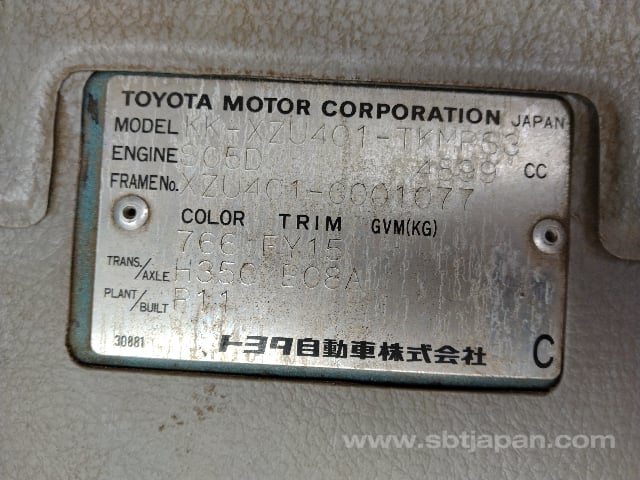 TOYOTA MOTOR CORPORATION JAPAN
MODEL KK-XZU401-TKMRS3
ENGINE S05D 4899 CC
FRAME No. XZU401-0001077
COLOR TRIM GVM(KG)
766 FY15
TRANS./AXLE H350 B08A
PLANT/BUILT P11
30881 トヨタ自動車株式会社 C
www.sbtjapan.com